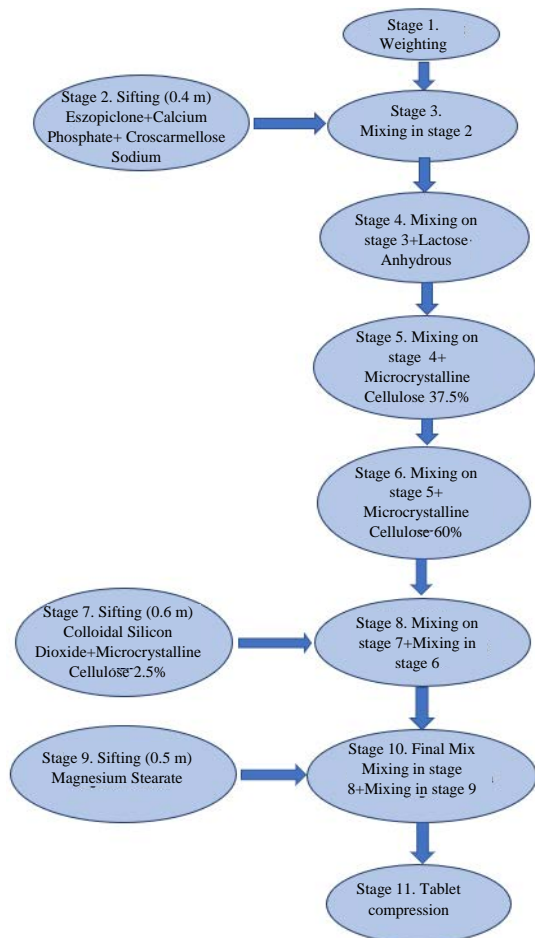 Stage 1.
Weighting
Stage 2. Sifting (0.4 m)
Eszopiclone+Calcium
Phosphate+ Croscarmellose
Sodium
Stage 3.
Mixing in stage 2
Stage 4. Mixing on
stage 3+Lactose
Anhydrous
Stage 5. Mixing on
stage 4+
Microcrystalline
Cellulose 37.5%
Stage 6. Mixing on
stage 5+
Microcrystalline
Cellulose 60%
Stage 7. Sifting (0.6 m)
Colloidal Silicon
Dioxide+Microcrystalline
Cellulose 2.5%
Stage 8. Mixing on
stage 7+Mixing in
stage 6
Stage 9. Sifting (0.5 m)
Magnesium Stearate
Stage 10. Final Mix
Mixing in stage
8+Mixing in stage 9
Stage 11. Tablet
compression